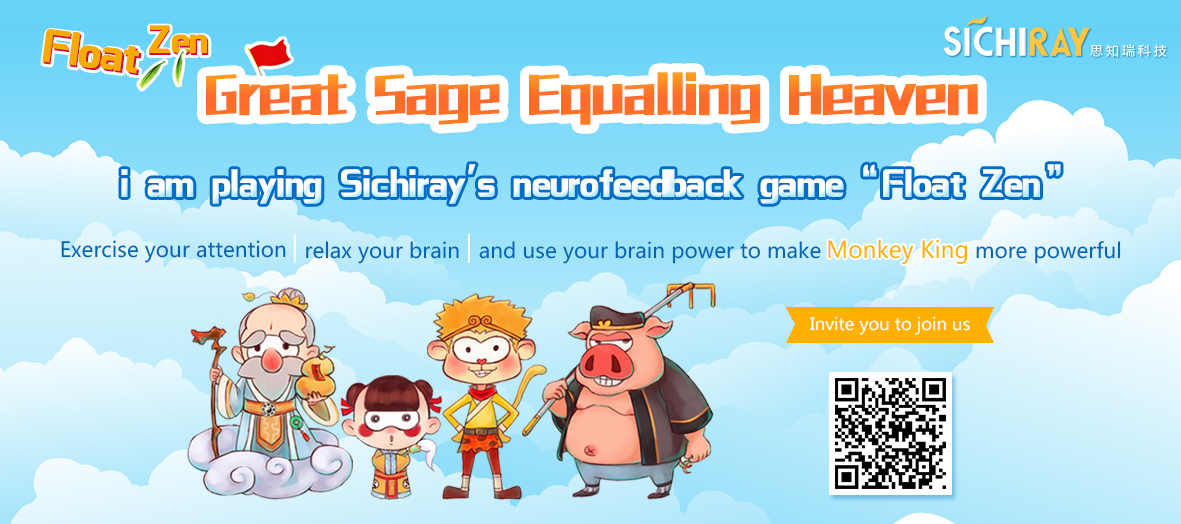 Float Zen
SICHIRAY 思知瑞科技
Great Sage Equalling Heaven
i am playing Sichiray's neurofeedback game “Float Zen”
Exercise your attention | relax your brain | and use your brain power to make Monkey King more powerful
Invite you to join us